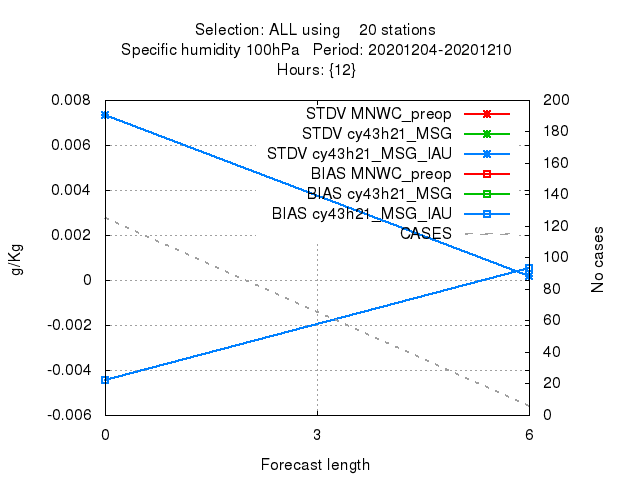 Selection: ALL using    20 stations
Specific humidity 100hPa   Period: 20201204-20201210
Hours: {12}
0.008
0.006
0.004
0.002
0
-0.002
-0.004
-0.006
g/Kg
STDV MNWC_preop
STDV cy43h21_MSG
STDV cy43h21_MSG_IAU
BIAS MNWC_preop
BIAS cy43h21_MSG
BIAS cy43h21_MSG_IAU
CASES
200
180
160
140
120
100
80
60
40
20
0
No cases
0 3 6
Forecast length